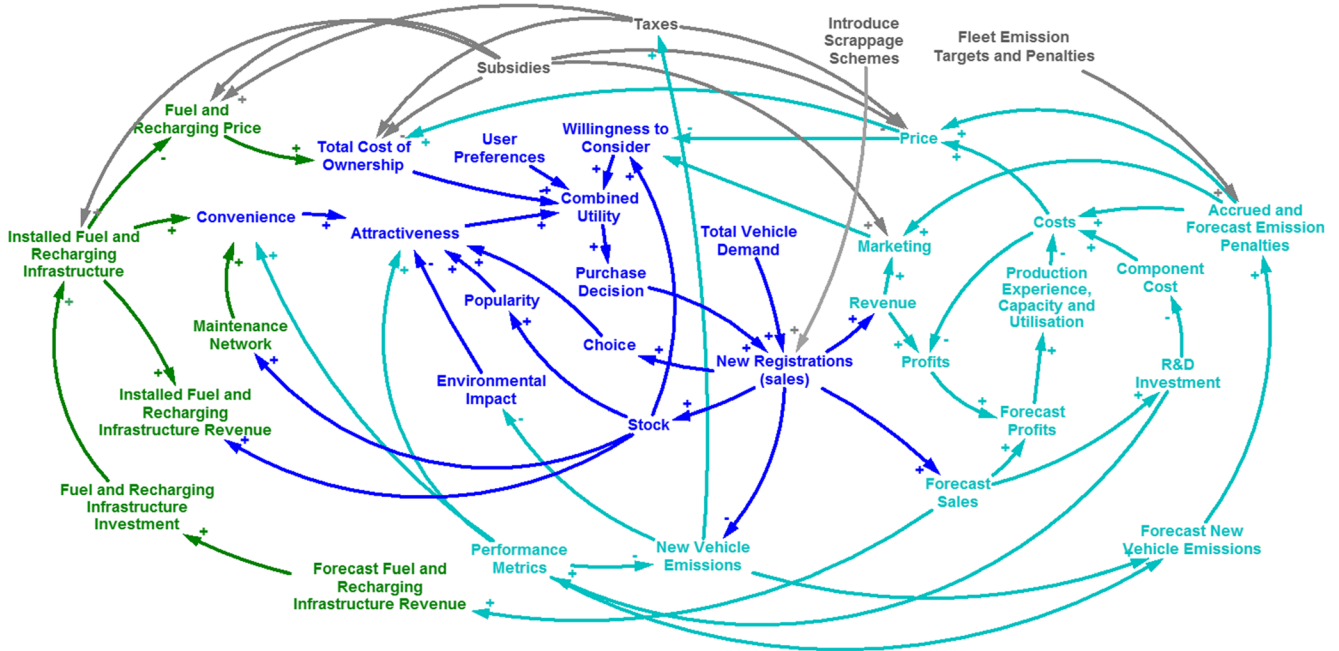 Taxes
Introduce
Scrappage
Schemes
Fleet Emission
Targets and Penalties
Subsidies
Fuel and
Recharging Price
Total Cost of
Ownership
User
Preferences
Willingness to
Consider
Price
Combined
Utility
Convenience
Attractiveness
Installed Fuel and
Recharging
Infrastructure
Total Vehicle
Demand
Marketing
Costs
Accrued and
Forecast Emission
Penalties
Purchase
Decision
Production
Experience,
Capacity and
Utilisation
Component
Cost
Popularity
Revenue
Maintenance
Network
Choice
New Registrations
(sales)
Profits
R&D
Investment
Environmental
Impact
Installed Fuel and
Recharging
Infrastructure Revenue
Stock
Forecast
Profits
Fuel and Recharging
Infrastructure
Investment
Forecast
Sales
Performance
Metrics
New Vehicle
Emissions
Forecast New
Vehicle Emissions
Forecast Fuel and
Recharging
Infrastructure Revenue